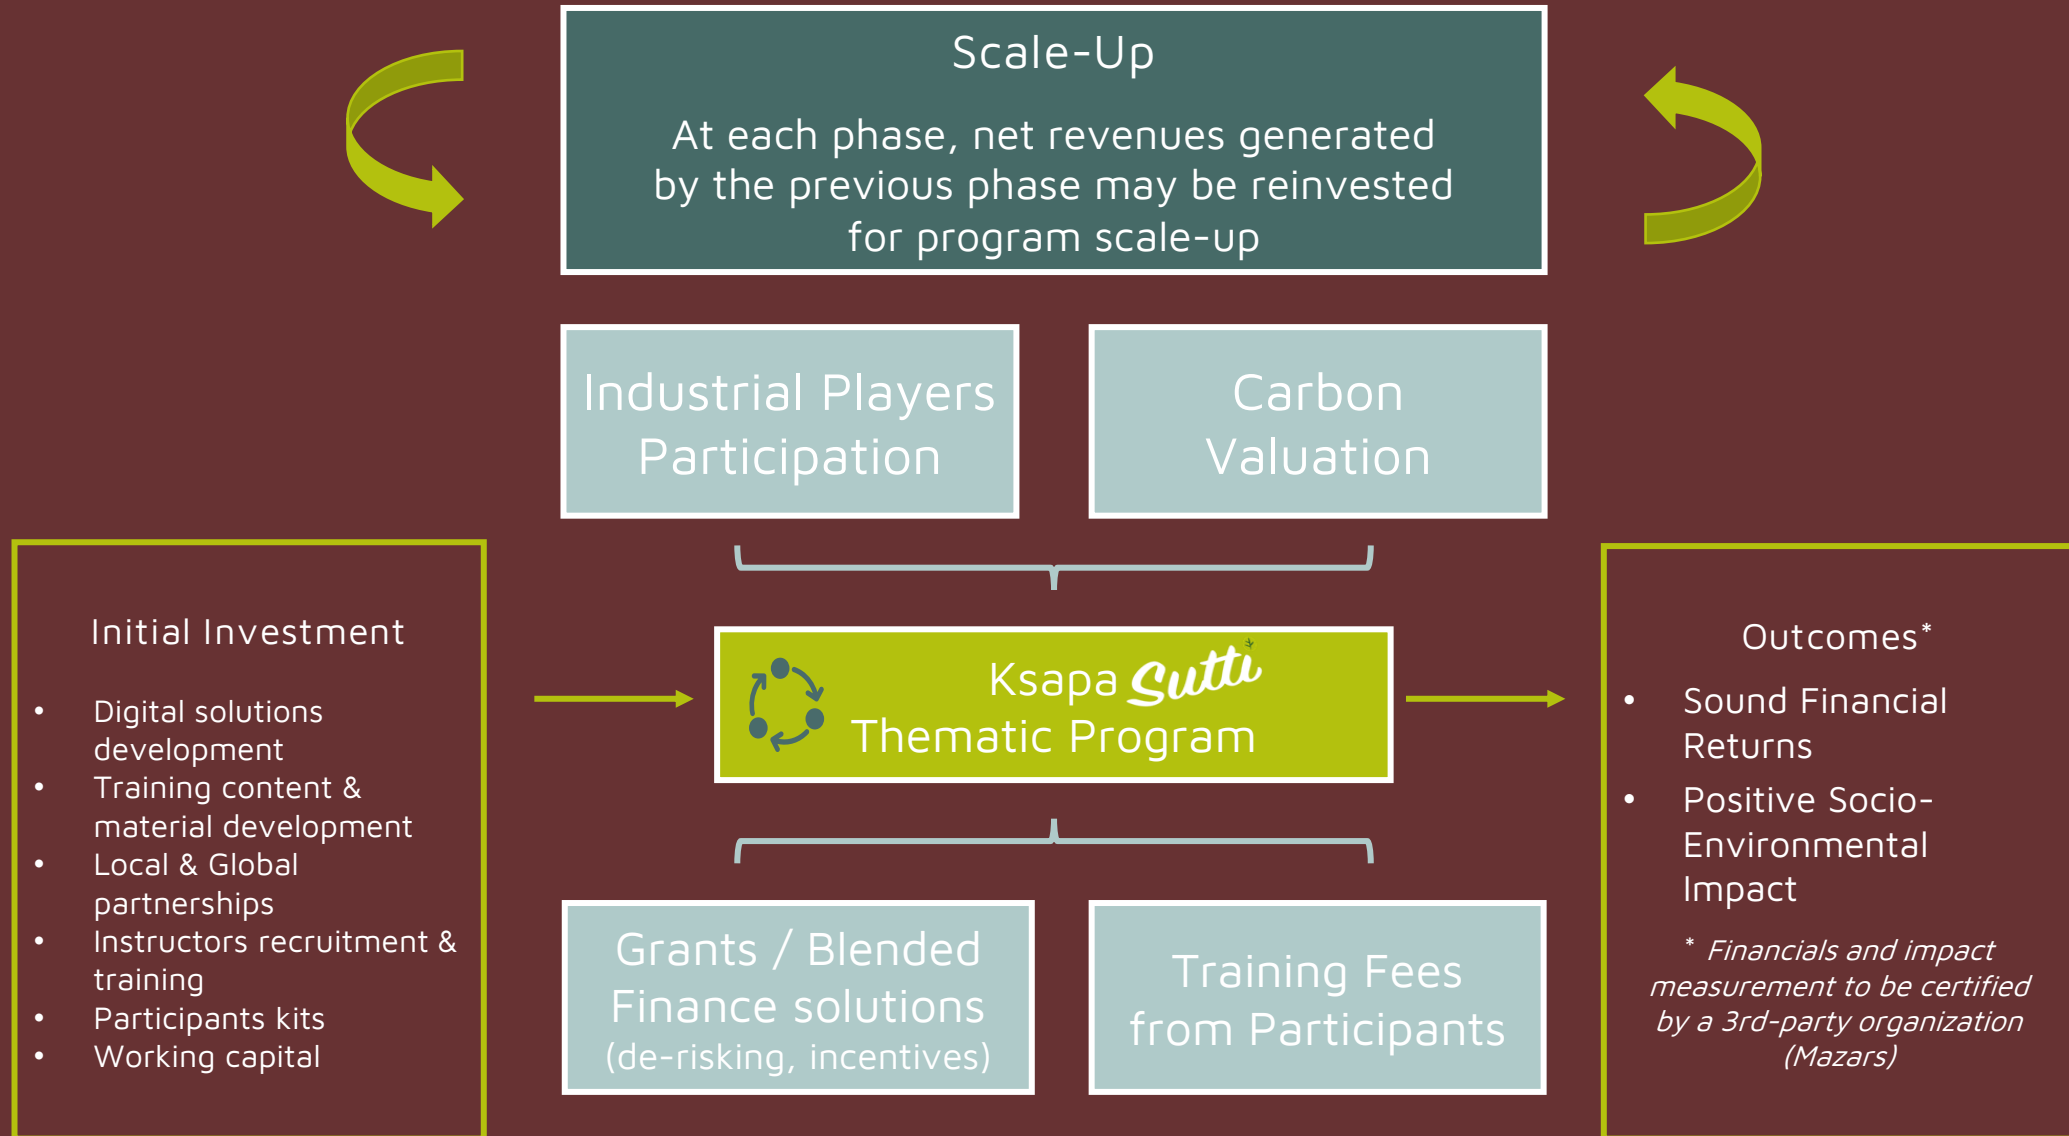 Scale-Up
At each phase, net revenues generated
by the previous phase may be reinvested
for program scale-up
Industrial Players
Participation
Carbon
Valuation
Initial Investment
• Digital solutions
development
• Training content &
material development
• Local & Global
partnerships
• Instructors recruitment &
training
• Participants kits
• Working capital
Ksapa Sutti
Thematic Program
Outcomes*
• Sound Financial
Returns
• Positive Socio-
Environmental
Impact
* Financials and impact
measurement to be certified
by a 3rd-party organization
(Mazars)
Grants / Blended
Finance solutions
(de-risking, incentives)
Training Fees
from Participants